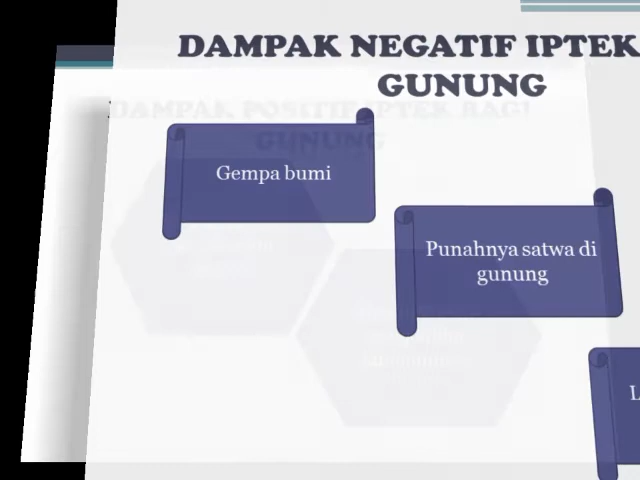 DAMPAK NEGATIF IPTEK
GUNUNG
DAMPAK POSITIF IPTEK BAGI
GUNUNG
Gempa bumi
Punahnya satwa di
gunung
L